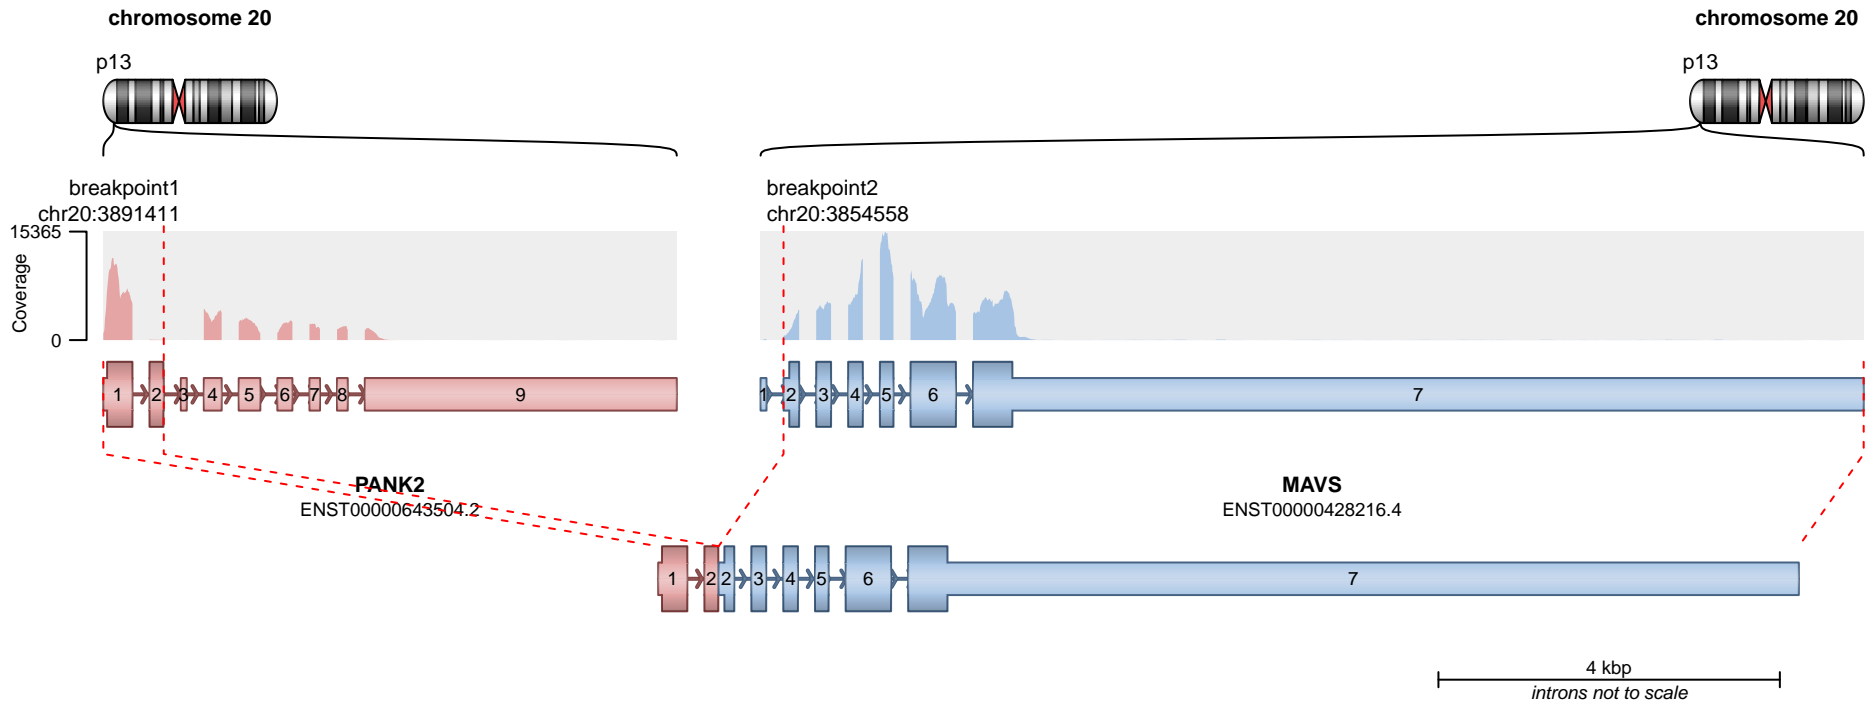 chromosome 20
chromosome 20
p13
p13
breakpoint1
chr20:3891411
breakpoint2
chr20:3854558
15365
Coverage
0
1 2 3 4 5 6 7 8 9
1 2 3 4 5 6 7
PANK2
ENST00000643504.2
MAVS
ENST00000428216.4
1 2 2 3 4 5 6 7
4 kbp
introns not to scale